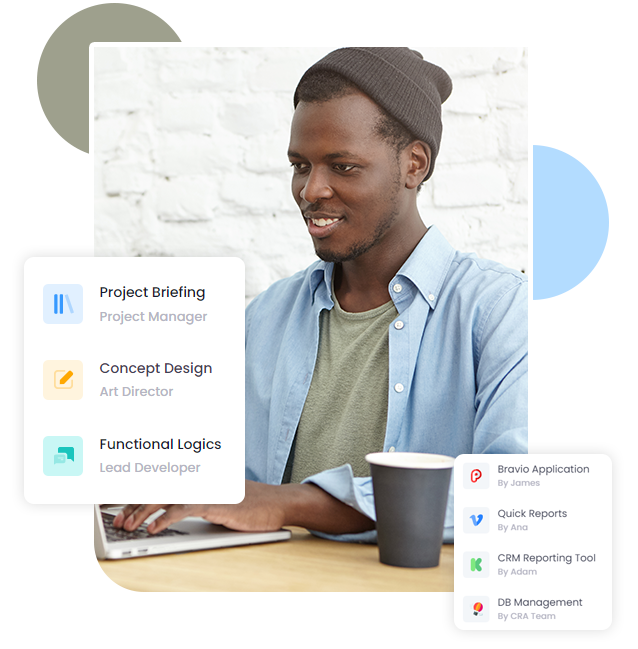 Project Briefing
Project Manager
Concept Design
Art Director
Functional Logics
Lead Developer
Bravio Application
By James
Quick Reports
By Ana
CRM Reporting Tool
By Adam
DB Management
By CRA Team